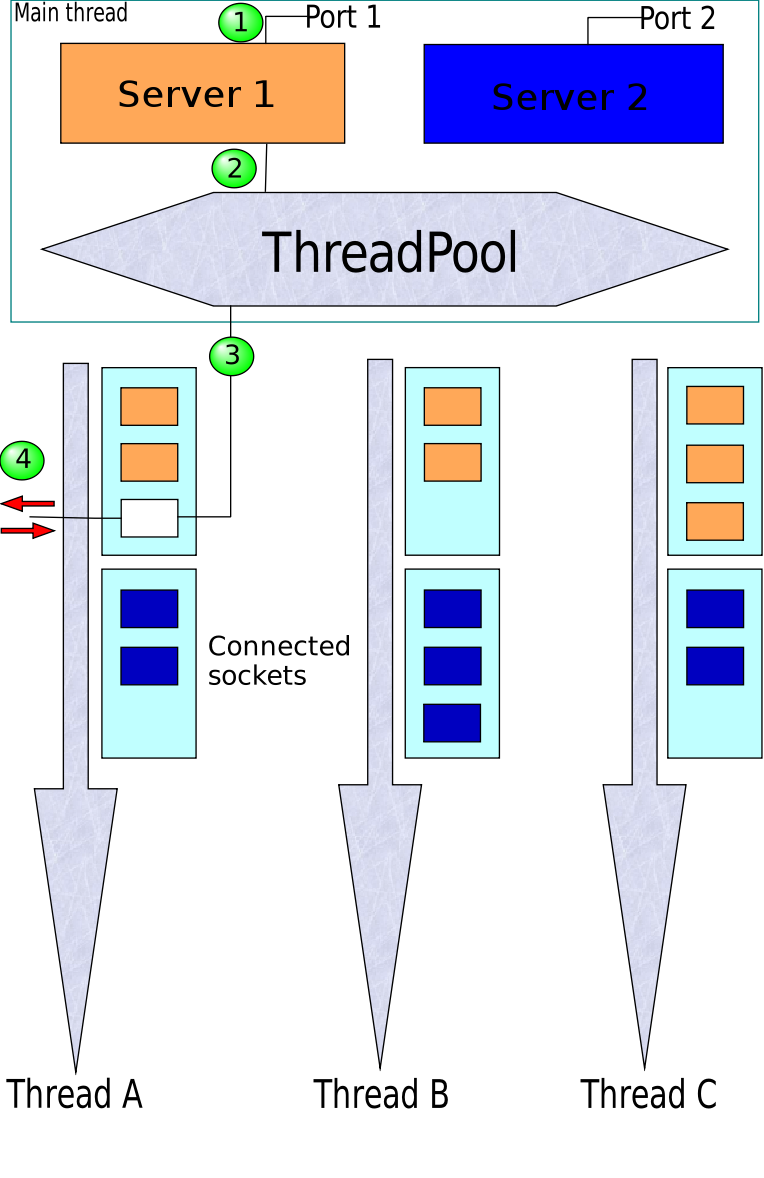 Main thread
1
Port 1
Port 2
Server 1
Server 2
2
ThreadPool
3
4
Connected
sockets
Thread A
Thread B
Thread C